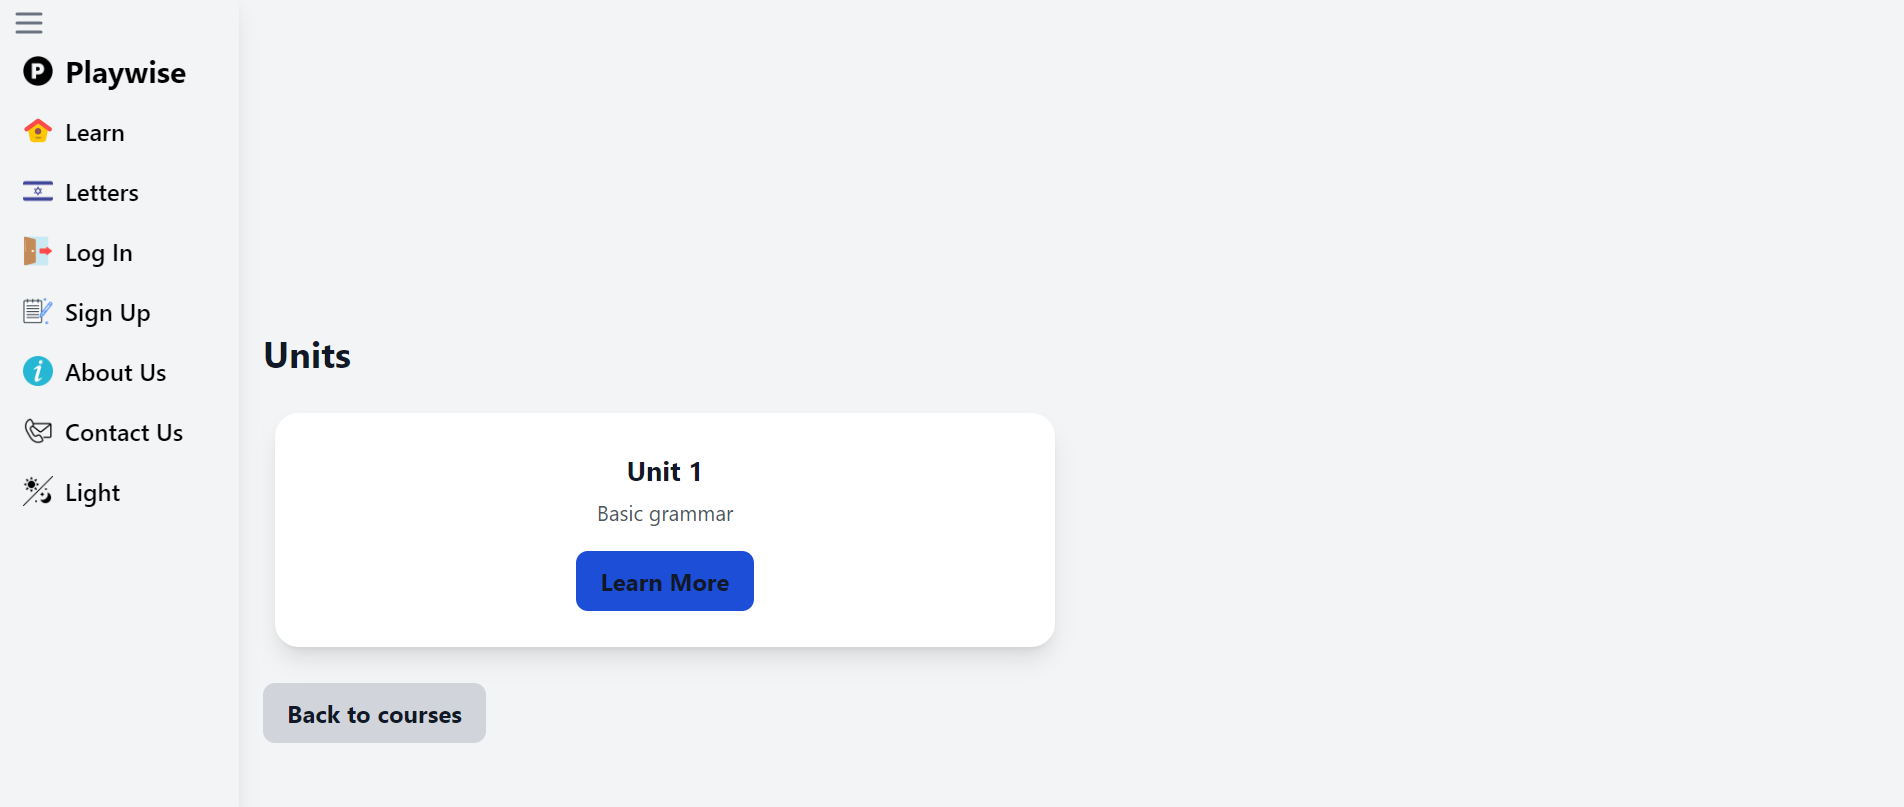 Playwise
Learn
Letters
Log In
Sign Up
About Us
Contact Us
Light
Units
Unit 1
Basic grammar
Learn More
Back to courses